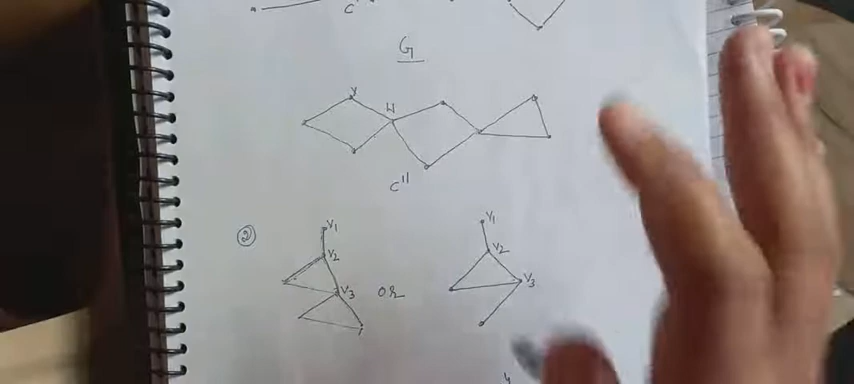 C'
G
v
w
C"
② v1 v1
v2 v2
v3 or v3